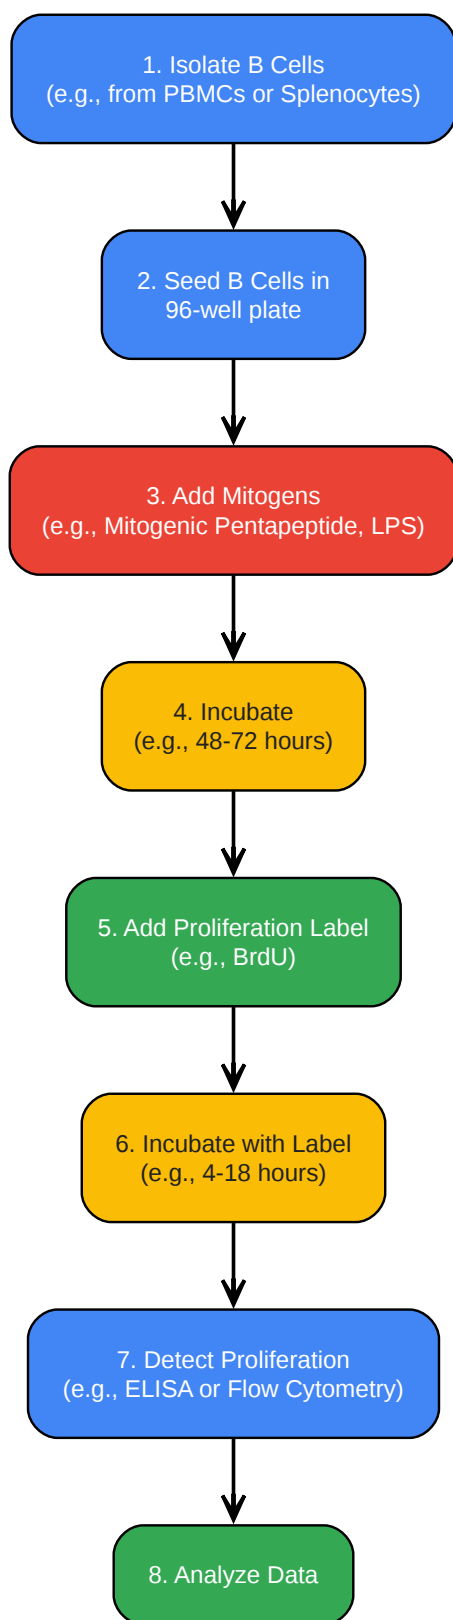 1. Isolate B Cells
(e.g., from PBMCs or Splenocytes)
2. Seed B Cells in
96-well plate
3. Add Mitogens
(e.g., Mitogenic Pentapeptide, LPS)
4. Incubate
(e.g., 48-72 hours)
5. Add Proliferation Label
(e.g., BrdU)
6. Incubate with Label
(e.g., 4-18 hours)
7. Detect Proliferation
(e.g., ELISA or Flow Cytometry)
8. Analyze Data